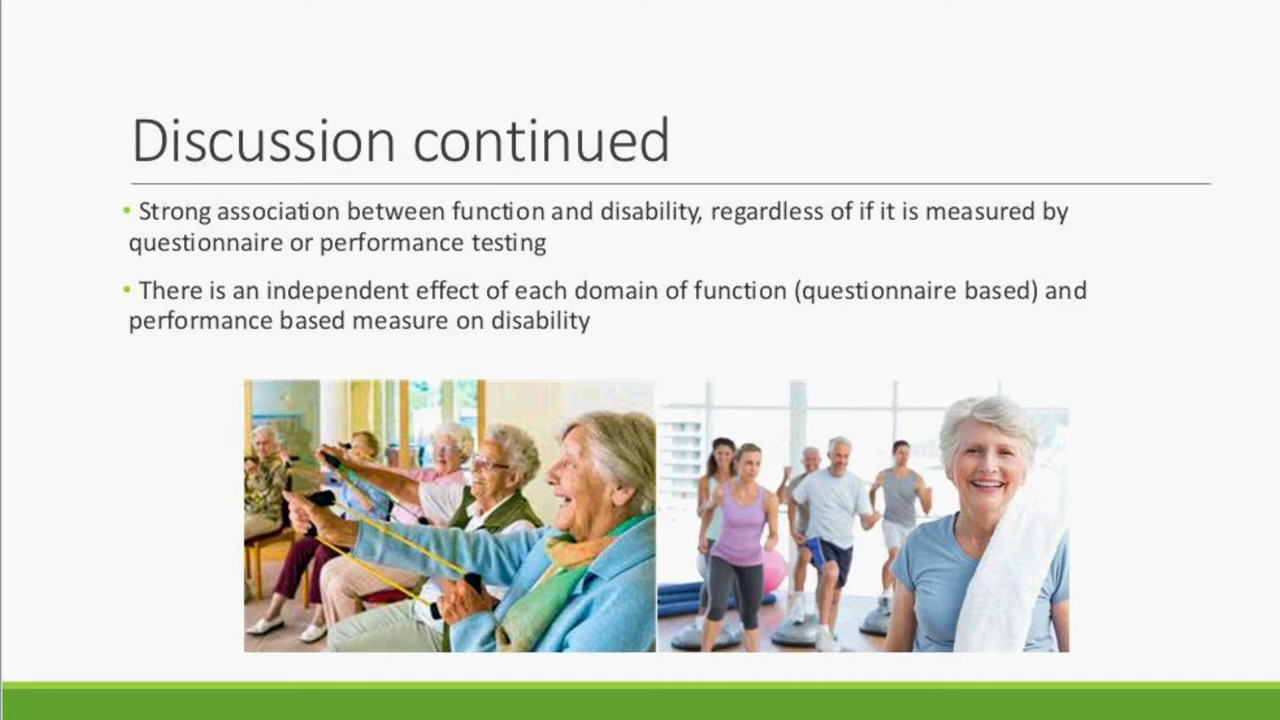 Discussion continued
• Strong association between function and disability, regardless of if it is measured by
questionnaire or performance testing
• There is an independent effect of each domain of function (questionnaire based) and
performance based measure on disability